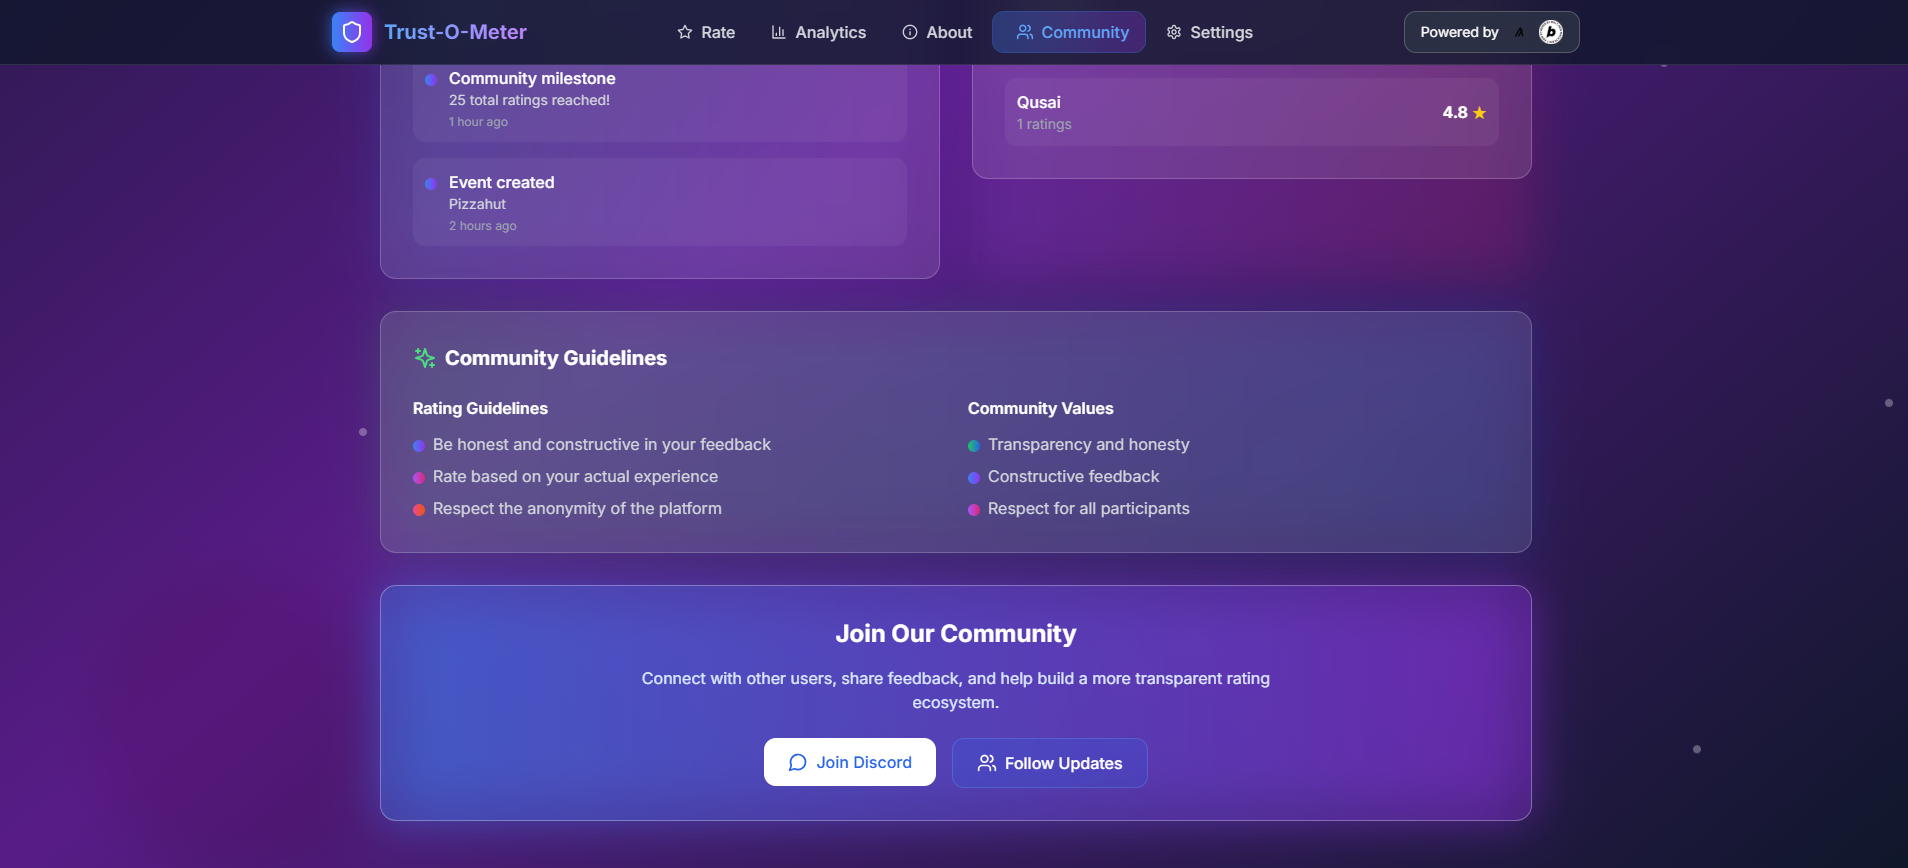 Trust-O-Meter
Rate
Analytics
About
Community
Settings
Powered by
b
Community milestone
25 total ratings reached!
1 hour ago
Event created
Pizzahut
2 hours ago
Qusai
1 ratings
4.8
Community Guidelines
Rating Guidelines
Be honest and constructive in your feedback
Rate based on your actual experience
Respect the anonymity of the platform
Community Values
Transparency and honesty
Constructive feedback
Respect for all participants
Join Our Community
Connect with other users, share feedback, and help build a more transparent rating
ecosystem.
Join Discord
Follow Updates